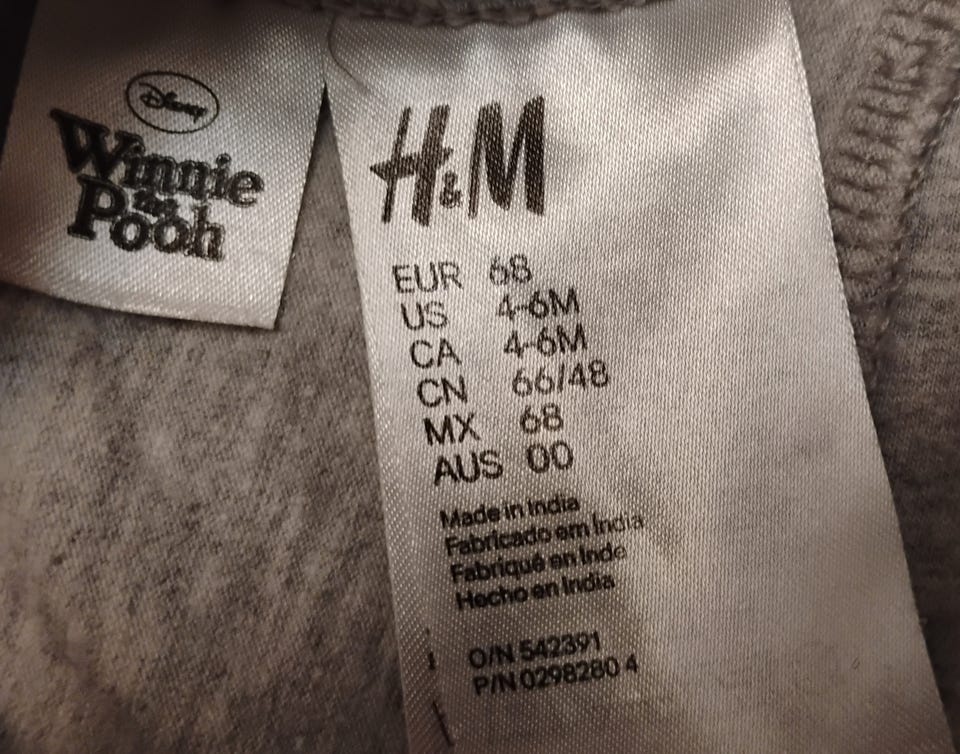 Disney
Winnie
the
Pooh
H&M
EUR 68
US 4-6M
CA 4-6M
CN 66/48
MX 68
AUS 00
Made in India
Fabricado em Índia
Fabriqué en Inde
Hecho en India
O/N 542391
P/N 0298280 4